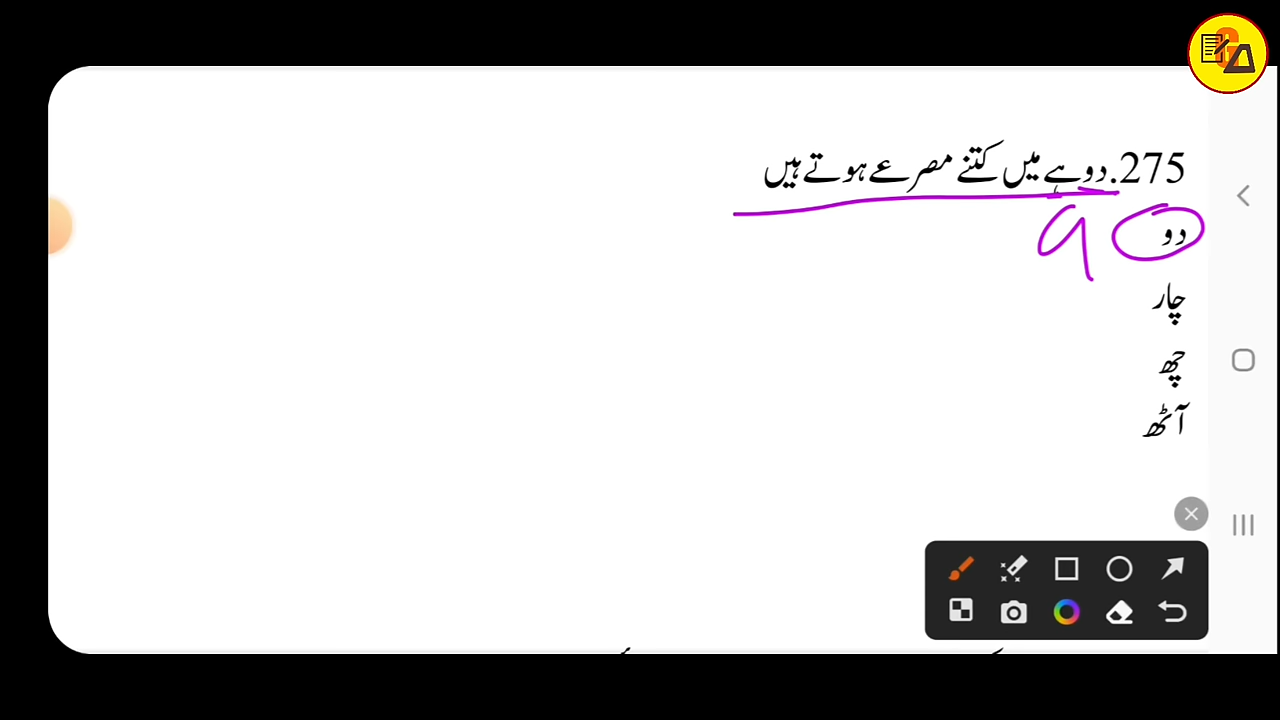 275.دوہے میں کتنے مصرعے ہوتے ہیں
دو a
چار
چھ
آٹھ